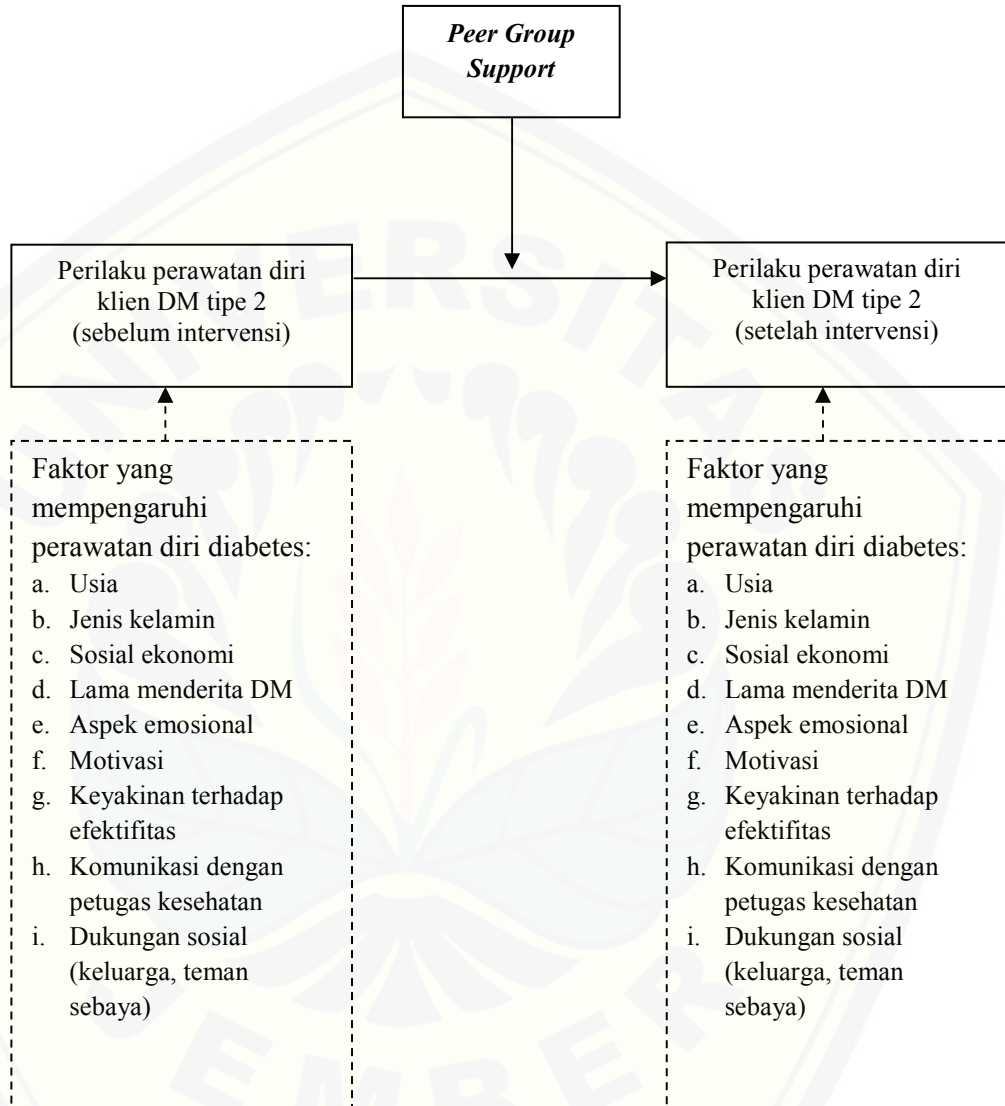 Peer Group
Support
Perilaku perawatan diri
klien DM tipe 2
(sebelum intervensi)
Perilaku perawatan diri
klien DM tipe 2
(setelah intervensi)
Faktor yang
mempengaruhi
perawatan diri diabetes:
a. Usia
b. Jenis kelamin
c. Sosial ekonomi
d. Lama menderita DM
e. Aspek emosional
f. Motivasi
g. Keyakinan terhadap
efektifitas
h. Komunikasi dengan
petugas kesehatan
i. Dukungan sosial
(keluarga, teman
sebaya)
Faktor yang
mempengaruhi
perawatan diri diabetes:
a. Usia
b. Jenis kelamin
c. Sosial ekonomi
d. Lama menderita DM
e. Aspek emosional
f. Motivasi
g. Keyakinan terhadap
efektifitas
h. Komunikasi dengan
petugas kesehatan
i. Dukungan sosial
(keluarga, teman
sebaya)
UNIVERSITAS
JEMBER